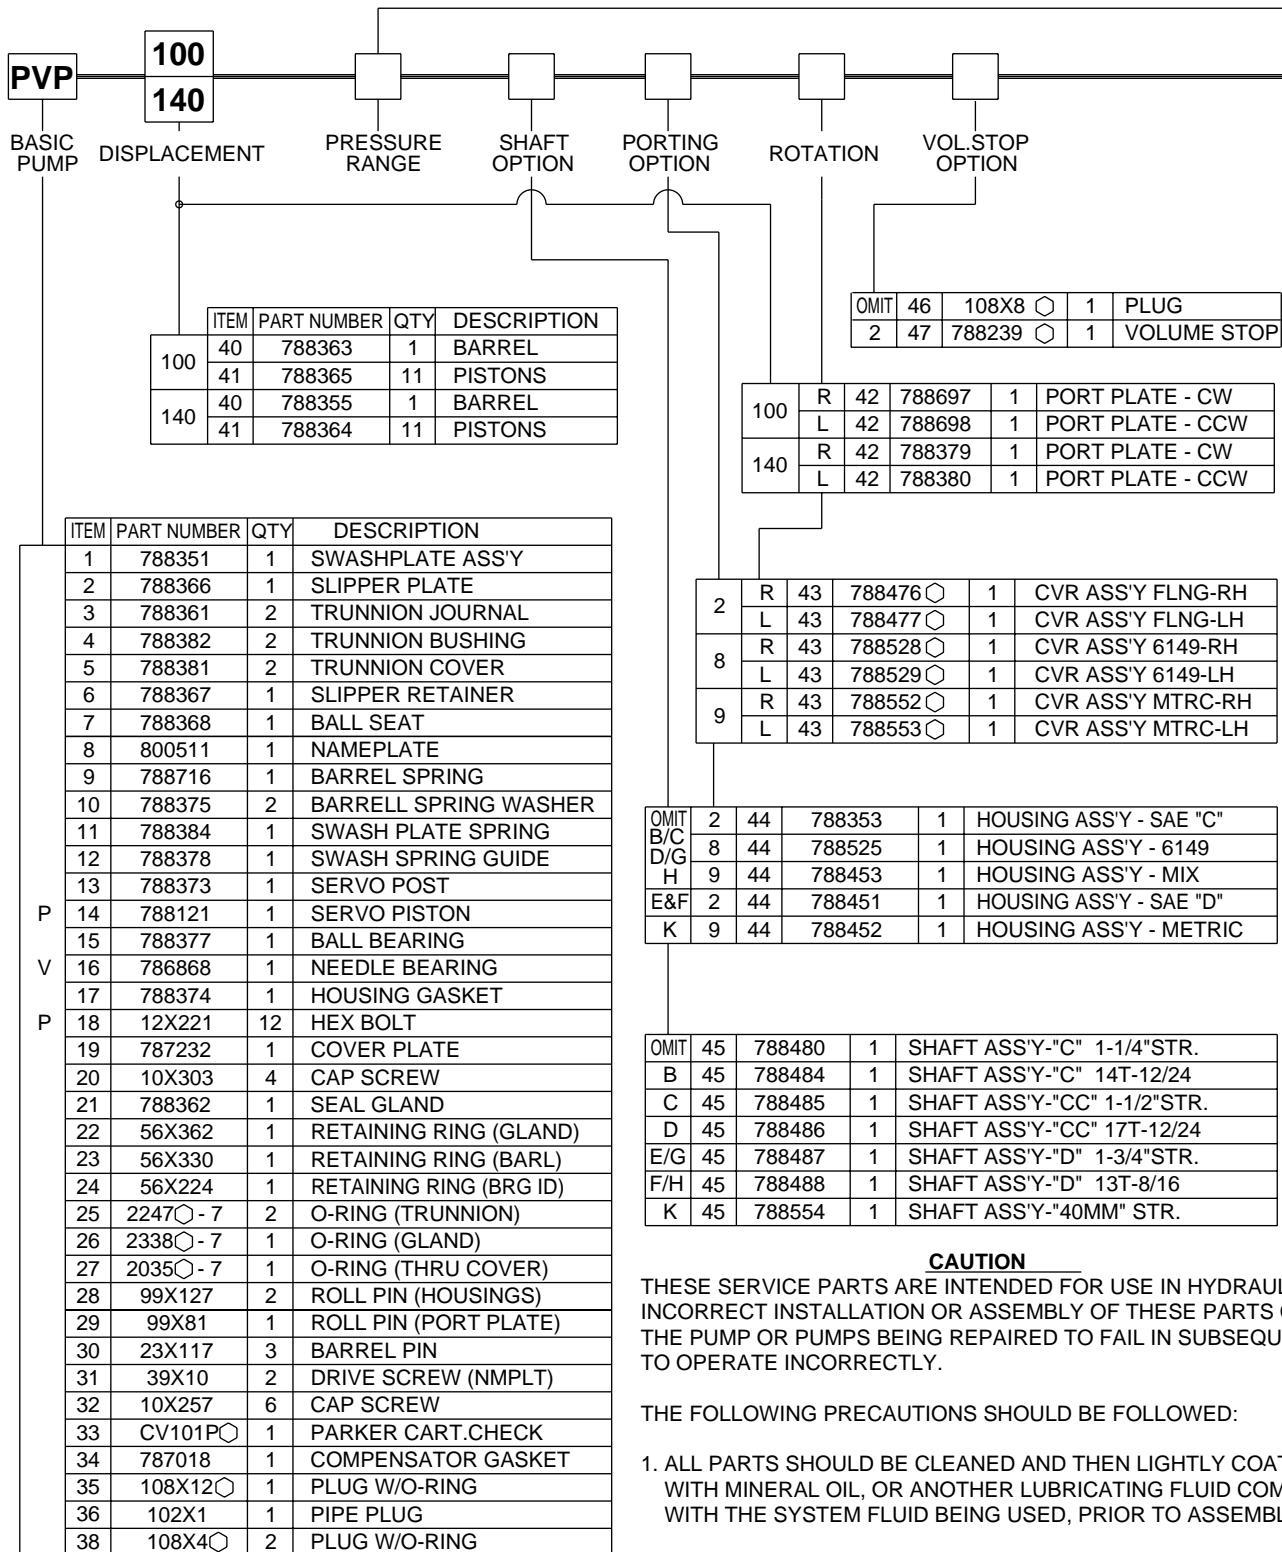 PVP
100
140
BASIC
PUMP
DISPLACEMENT
PRESSURE
RANGE
SHAFT
OPTION
PORTING
OPTION
ROTATION
VOL.STOP
OPTION
OMIT 46 108X8 ⬡ 1 PLUG
2 47 788239 ⬡ 1 VOLUME STOP
ITEM PART NUMBER QTY DESCRIPTION
100 40 788363 1 BARREL
41 788365 11 PISTONS
140 40 788355 1 BARREL
41 788364 11 PISTONS
100 R 42 788697 1 PORT PLATE - CW
L 42 788698 1 PORT PLATE - CCW
140 R 42 788379 1 PORT PLATE - CW
L 42 788380 1 PORT PLATE - CCW
ITEM PART NUMBER QTY DESCRIPTION
1 788351 1 SWASHPLATE ASS'Y
2 788366 1 SLIPPER PLATE
3 788361 2 TRUNNION JOURNAL
4 788382 2 TRUNNION BUSHING
5 788381 2 TRUNNION COVER
6 788367 1 SLIPPER RETAINER
7 788368 1 BALL SEAT
8 800511 1 NAMEPLATE
9 788716 1 BARREL SPRING
10 788375 2 BARRELL SPRING WASHER
11 788384 1 SWASH PLATE SPRING
12 788378 1 SWASH SPRING GUIDE
13 788373 1 SERVO POST
P 14 788121 1 SERVO PISTON
15 788377 1 BALL BEARING
V 16 786868 1 NEEDLE BEARING
17 788374 1 HOUSING GASKET
P 18 12X221 12 HEX BOLT
19 787232 1 COVER PLATE
20 10X303 4 CAP SCREW
21 788362 1 SEAL GLAND
22 56X362 1 RETAINING RING (GLAND)
23 56X330 1 RETAINING RING (BARL)
24 56X224 1 RETAINING RING (BRG ID)
25 2247⬡ - 7 2 O-RING (TRUNNION)
26 2338⬡ - 7 1 O-RING (GLAND)
27 2035⬡ - 7 1 O-RING (THRU COVER)
28 99X127 2 ROLL PIN (HOUSINGS)
29 99X81 1 ROLL PIN (PORT PLATE)
30 23X117 3 BARREL PIN
31 39X10 2 DRIVE SCREW (NMPLT)
32 10X257 6 CAP SCREW
33 CV101P⬡ 1 PARKER CART.CHECK
34 787018 1 COMPENSATOR GASKET
35 108X12⬡ 1 PLUG W/O-RING
36 102X1 1 PIPE PLUG
38 108X4⬡ 2 PLUG W/O-RING
2 R 43 788476⬡ 1 CVR ASS'Y FLNG-RH
L 43 788477⬡ 1 CVR ASS'Y FLNG-LH
8 R 43 788528⬡ 1 CVR ASS'Y 6149-RH
L 43 788529⬡ 1 CVR ASS'Y 6149-LH
9 R 43 788552⬡ 1 CVR ASS'Y MTRC-RH
L 43 788553⬡ 1 CVR ASS'Y MTRC-LH
OMIT 2 44 788353 1 HOUSING ASS'Y - SAE "C"
B/C
D/G 8 44 788525 1 HOUSING ASS'Y - 6149
H 9 44 788453 1 HOUSING ASS'Y - MIX
E&F 2 44 788451 1 HOUSING ASS'Y - SAE "D"
K 9 44 788452 1 HOUSING ASS'Y - METRIC
OMIT 45 788480 1 SHAFT ASS'Y-"C" 1-1/4"STR.
B 45 788484 1 SHAFT ASS'Y-"C" 14T-12/24
C 45 788485 1 SHAFT ASS'Y-"CC" 1-1/2"STR.
D 45 788486 1 SHAFT ASS'Y-"CC" 17T-12/24
E/G 45 788487 1 SHAFT ASS'Y-"D" 1-3/4"STR.
F/H 45 788488 1 SHAFT ASS'Y-"D" 13T-8/16
K 45 788554 1 SHAFT ASS'Y-"40MM" STR.
CAUTION
THESE SERVICE PARTS ARE INTENDED FOR USE IN HYDRAUL
INCORRECT INSTALLATION OR ASSEMBLY OF THESE PARTS
THE PUMP OR PUMPS BEING REPAIRED TO FAIL IN SUBSEQU
TO OPERATE INCORRECTLY.
THE FOLLOWING PRECAUTIONS SHOULD BE FOLLOWED:
1. ALL PARTS SHOULD BE CLEANED AND THEN LIGHTLY COAT
WITH MINERAL OIL, OR ANOTHER LUBRICATING FLUID COM
WITH THE SYSTEM FLUID BEING USED, PRIOR TO ASSEMBL